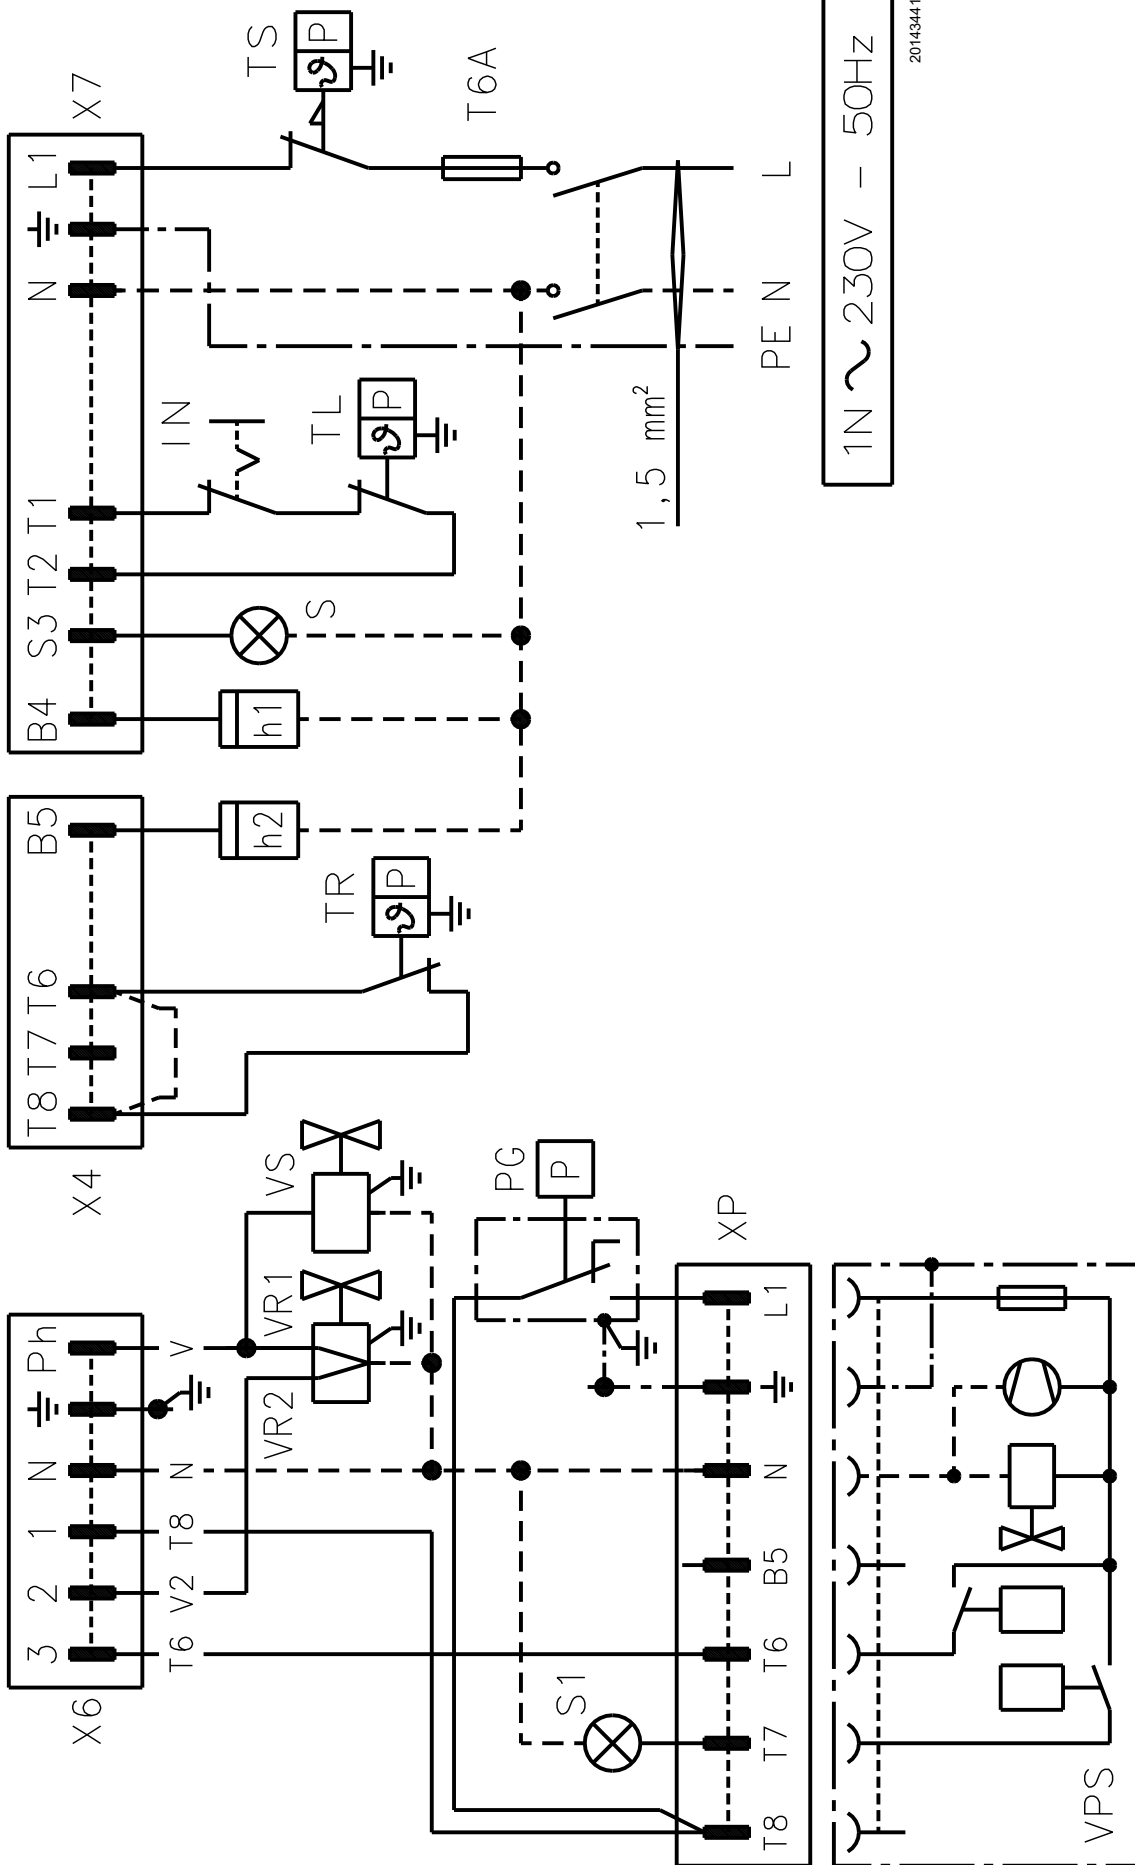 X7
L1
N
T1
T2
S3
B4
TS
P
T6A
IN
TL
P
S
h1
L
N
PE
1,5 mm²
1N ~ 230V - 50Hz
20143441
X4
B5
T6
T7
T8
h2
TR
P
X6
Ph
N
1
2
3
V
N
T8
V2
T6
VS
VR1
VR2
PG
P
XP
L1
N
B5
T6
T7
T8
S1
VPS